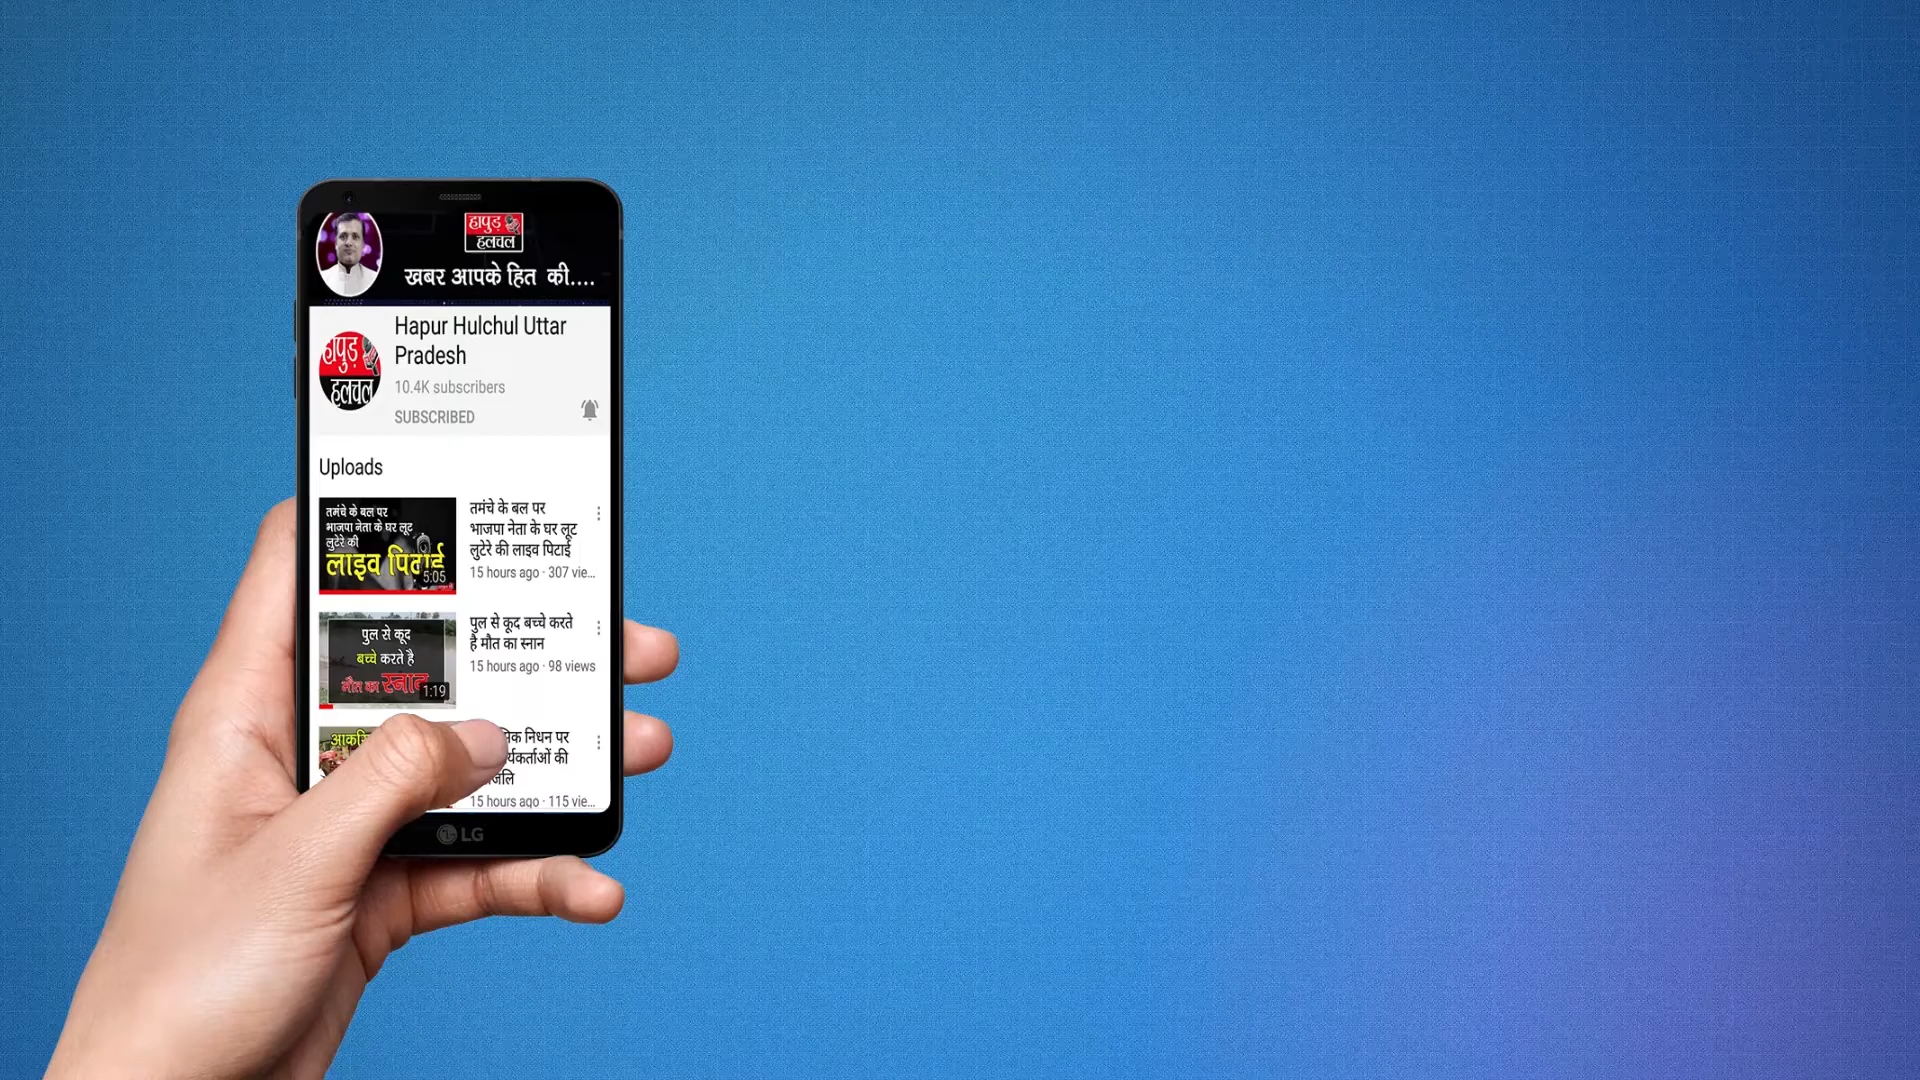 हापुड़
हलचल
खबर आपके हित की....
Hapur Hulchul Uttar
Pradesh
10.4K subscribers
SUBSCRIBED
हापुड़
हलचल
Uploads
तमंचे के बल पर
भाजपा नेता के घर लूट
लुटेरे की
लाइव पिटाई
5:05
तमंचे के बल पर
भाजपा नेता के घर लूट
लुटेरे की लाइव पिटाई
15 hours ago · 307 vie...
पुल से कूद
बच्चे करते है
मौत का स्नान
1:19
पुल से कूद बच्चे करते
है मौत का स्नान
15 hours ago · 98 views
निधन पर
की
15 hours ago · 115 vie...
LG